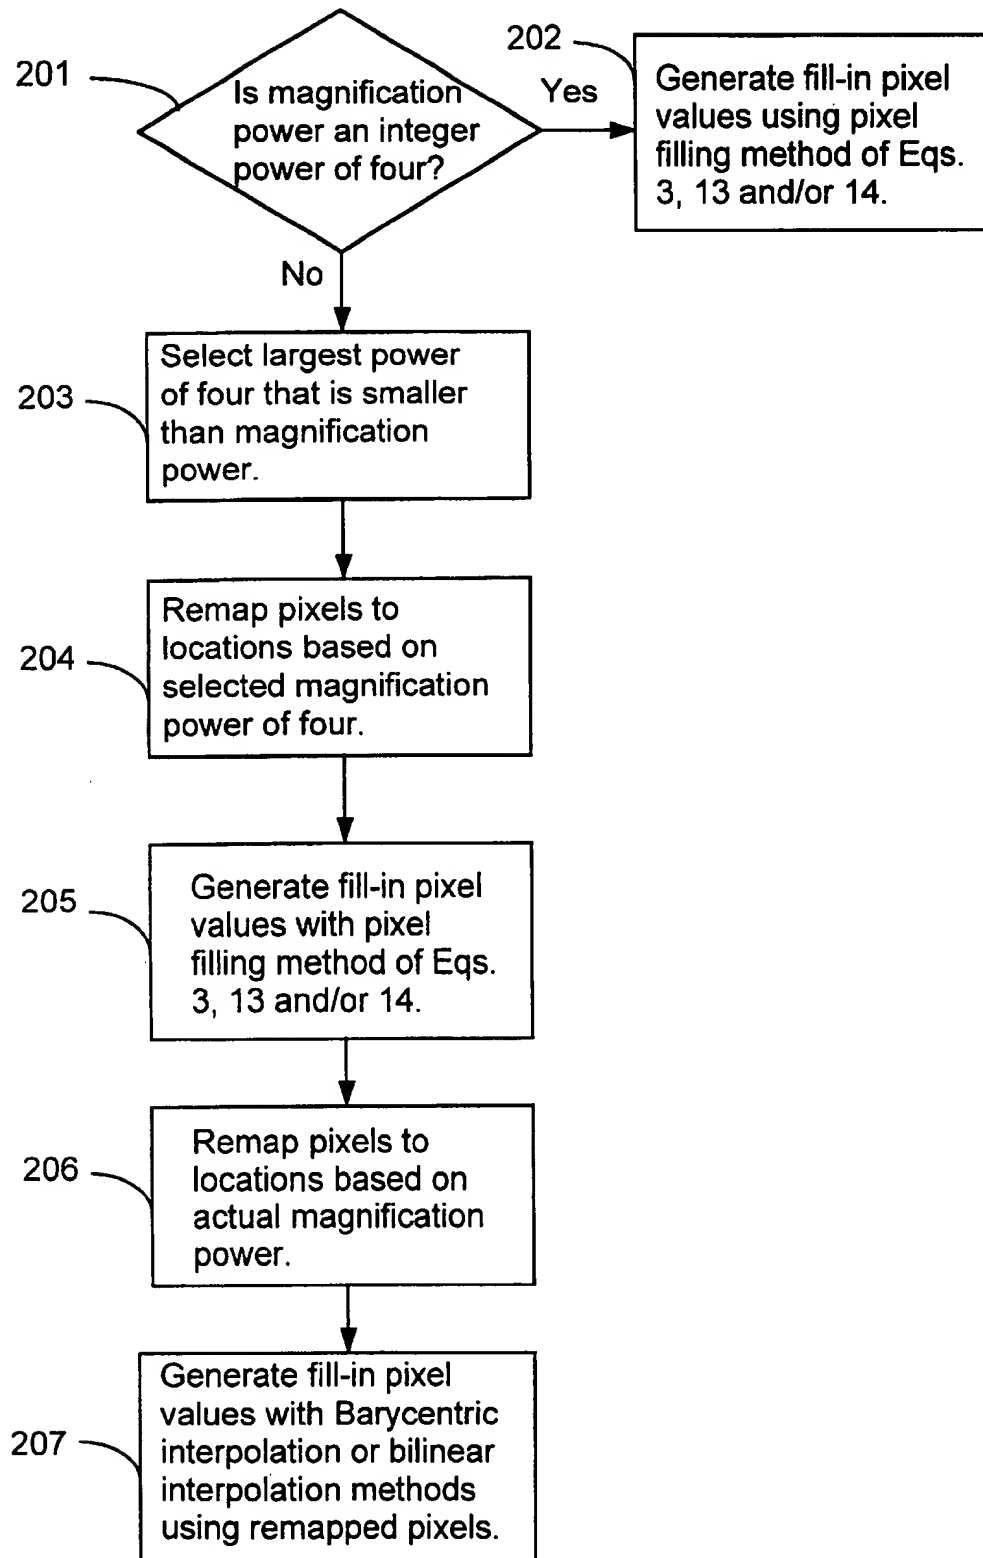 201
Is magnification
power an integer
power of four?
Yes
202
Generate fill-in pixel
values using pixel
filling method of Eqs.
3, 13 and/or 14.
No
203
Select largest power
of four that is smaller
than magnification
power.
204
Remap pixels to
locations based on
selected magnification
power of four.
205
Generate fill-in pixel
values with pixel
filling method of Eqs.
3, 13 and/or 14.
206
Remap pixels to
locations based on
actual magnification
power.
207
Generate fill-in pixel
values with Barycentric
interpolation or bilinear
interpolation methods
using remapped pixels.